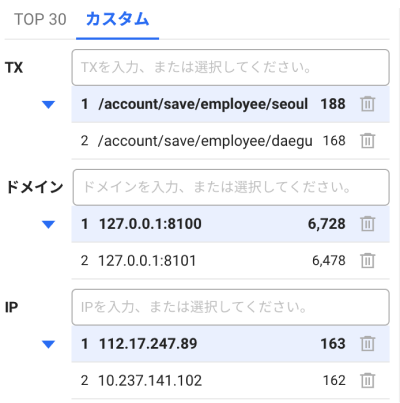 TOP 30 カスタム
TX TXを入力、または選択してください。
1 /account/save/employee/seoul 188
2 /account/save/employee/daegu 168
ドメイン ドメインを入力、または選択してください。
1 127.0.0.1:8100 6,728
2 127.0.0.1:8101 6,478
IP IPを入力、または選択してください。
1 112.17.247.89 163
2 10.237.141.102 162